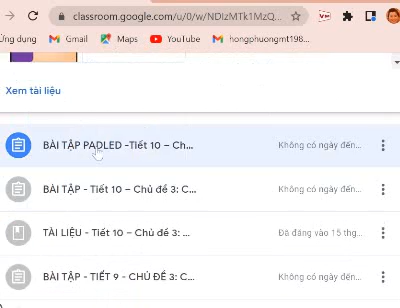 classroom.google.com/u/0/w/NDIzMTk1MzQ...
Ứng dụng Gmail Maps YouTube hongphuongmt198...
Xem tài liệu
BÀI TẬP PADLED -Tiết 10 – Ch... Không có ngày đến...
BÀI TẬP - Tiết 10 – Chủ đề 3: C... Không có ngày đến...
TÀI LIỆU - Tiết 10 – Chủ đề 3: ... Đã đăng vào 15 thg...
BÀI TẬP - TIẾT 9 - CHỦ ĐỀ 3: C... Không có ngày đến...